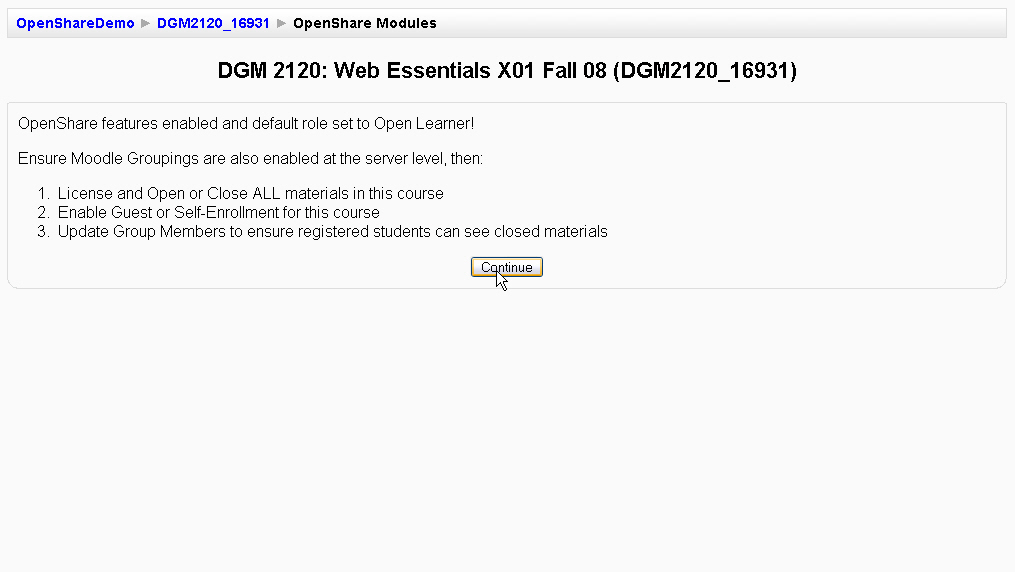 OpenShareDemo ► DGM2120_16931 ► OpenShare Modules
DGM 2120: Web Essentials X01 Fall 08 (DGM2120_16931)
OpenShare features enabled and default role set to Open Learner!
Ensure Moodle Groupings are also enabled at the server level, then:
1. License and Open or Close ALL materials in this course
2. Enable Guest or Self-Enrollment for this course
3. Update Group Members to ensure registered students can see closed materials
Continue